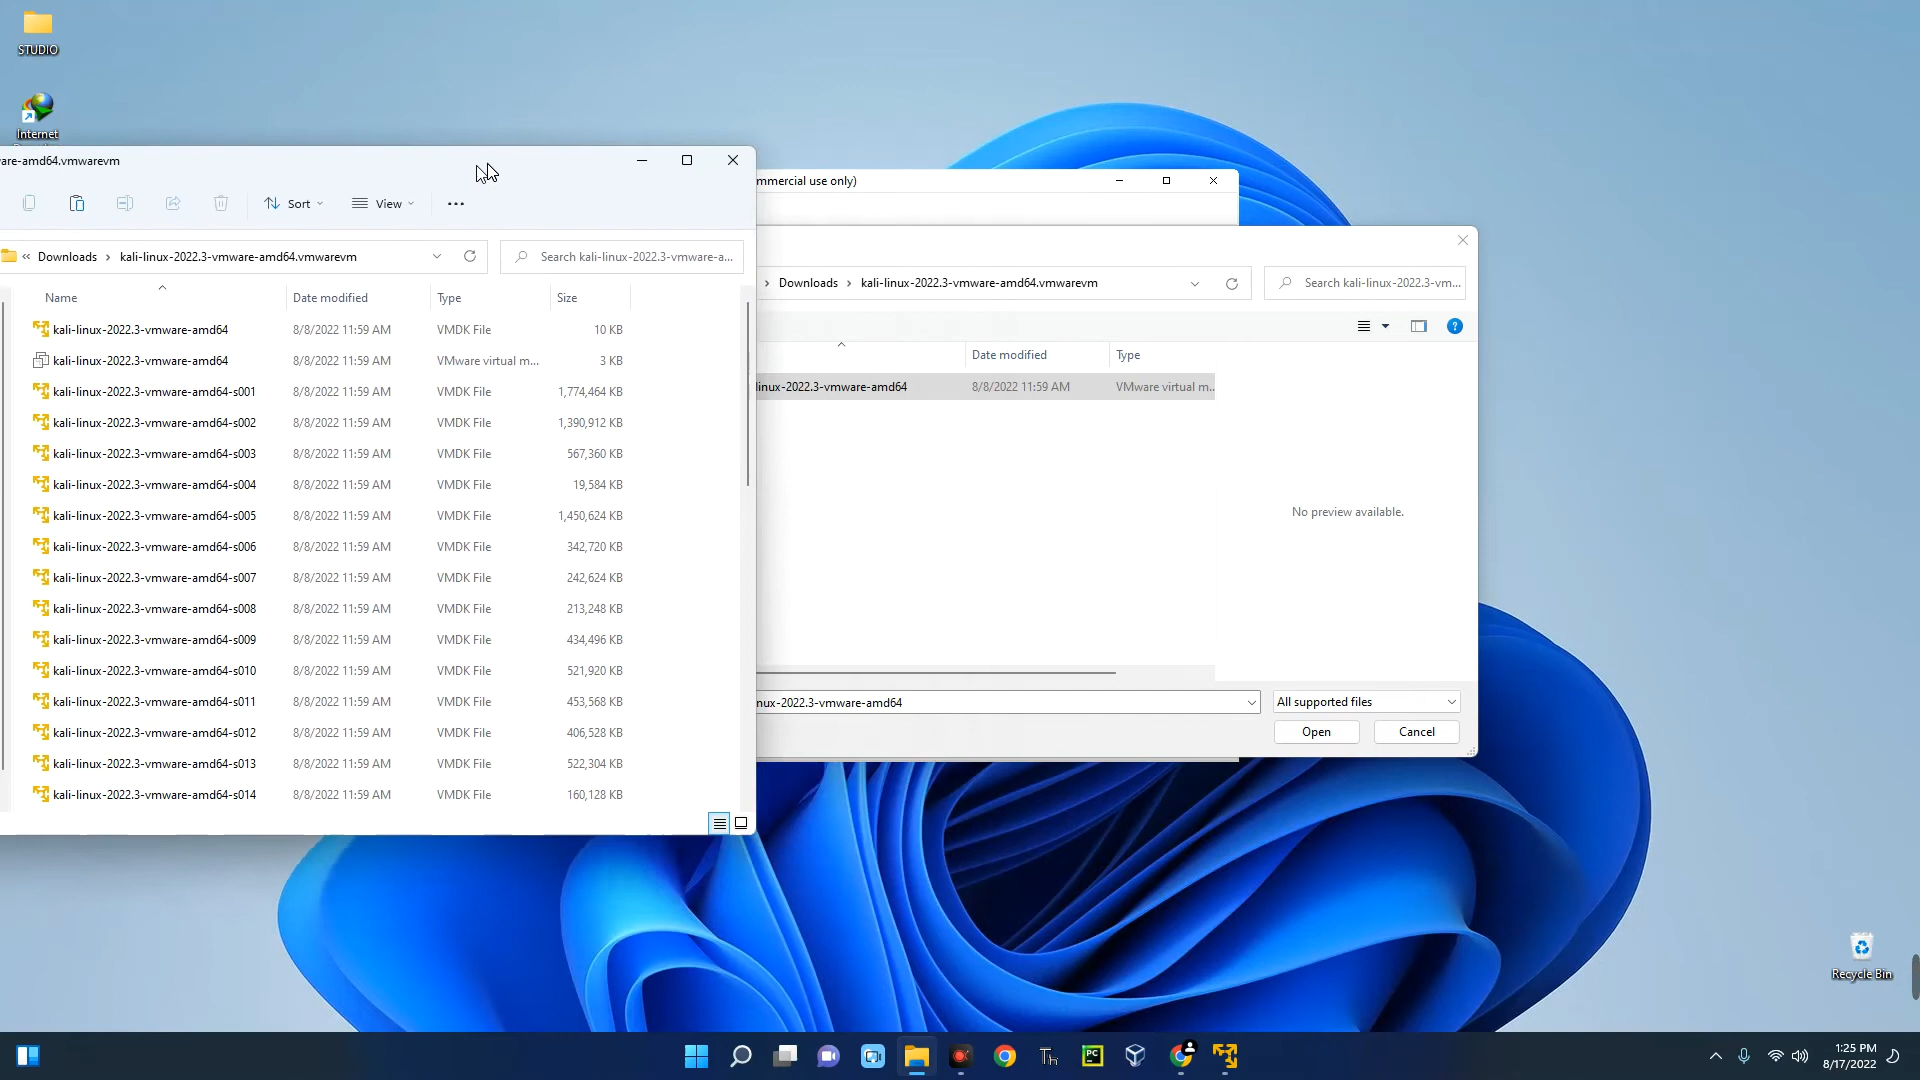 STUDIO
Internet
are-amd64.vmwarevm
Sort
View
Downloads > kali-linux-2022.3-vmware-amd64.vmwarevm
Search kali-linux-2022.3-vmware-a...
Name Date modified Type Size
kali-linux-2022.3-vmware-amd64 8/8/2022 11:59 AM VMDK File 10 KB
kali-linux-2022.3-vmware-amd64 8/8/2022 11:59 AM VMware virtual m... 3 KB
kali-linux-2022.3-vmware-amd64-s001 8/8/2022 11:59 AM VMDK File 1,774,464 KB
kali-linux-2022.3-vmware-amd64-s002 8/8/2022 11:59 AM VMDK File 1,390,912 KB
kali-linux-2022.3-vmware-amd64-s003 8/8/2022 11:59 AM VMDK File 567,360 KB
kali-linux-2022.3-vmware-amd64-s004 8/8/2022 11:59 AM VMDK File 19,584 KB
kali-linux-2022.3-vmware-amd64-s005 8/8/2022 11:59 AM VMDK File 1,450,624 KB
kali-linux-2022.3-vmware-amd64-s006 8/8/2022 11:59 AM VMDK File 342,720 KB
kali-linux-2022.3-vmware-amd64-s007 8/8/2022 11:59 AM VMDK File 242,624 KB
kali-linux-2022.3-vmware-amd64-s008 8/8/2022 11:59 AM VMDK File 213,248 KB
kali-linux-2022.3-vmware-amd64-s009 8/8/2022 11:59 AM VMDK File 434,496 KB
kali-linux-2022.3-vmware-amd64-s010 8/8/2022 11:59 AM VMDK File 521,920 KB
kali-linux-2022.3-vmware-amd64-s011 8/8/2022 11:59 AM VMDK File 453,568 KB
kali-linux-2022.3-vmware-amd64-s012 8/8/2022 11:59 AM VMDK File 406,528 KB
kali-linux-2022.3-vmware-amd64-s013 8/8/2022 11:59 AM VMDK File 522,304 KB
kali-linux-2022.3-vmware-amd64-s014 8/8/2022 11:59 AM VMDK File 160,128 KB
mmercial use only)
> Downloads > kali-linux-2022.3-vmware-amd64.vmwarevm
Search kali-linux-2022.3-vm...
Date modified Type
linux-2022.3-vmware-amd64 8/8/2022 11:59 AM VMware virtual m...
No preview available.
nux-2022.3-vmware-amd64
All supported files
Open
Cancel
Recycle Bin
Th
PC
1:25 PM
8/17/2022